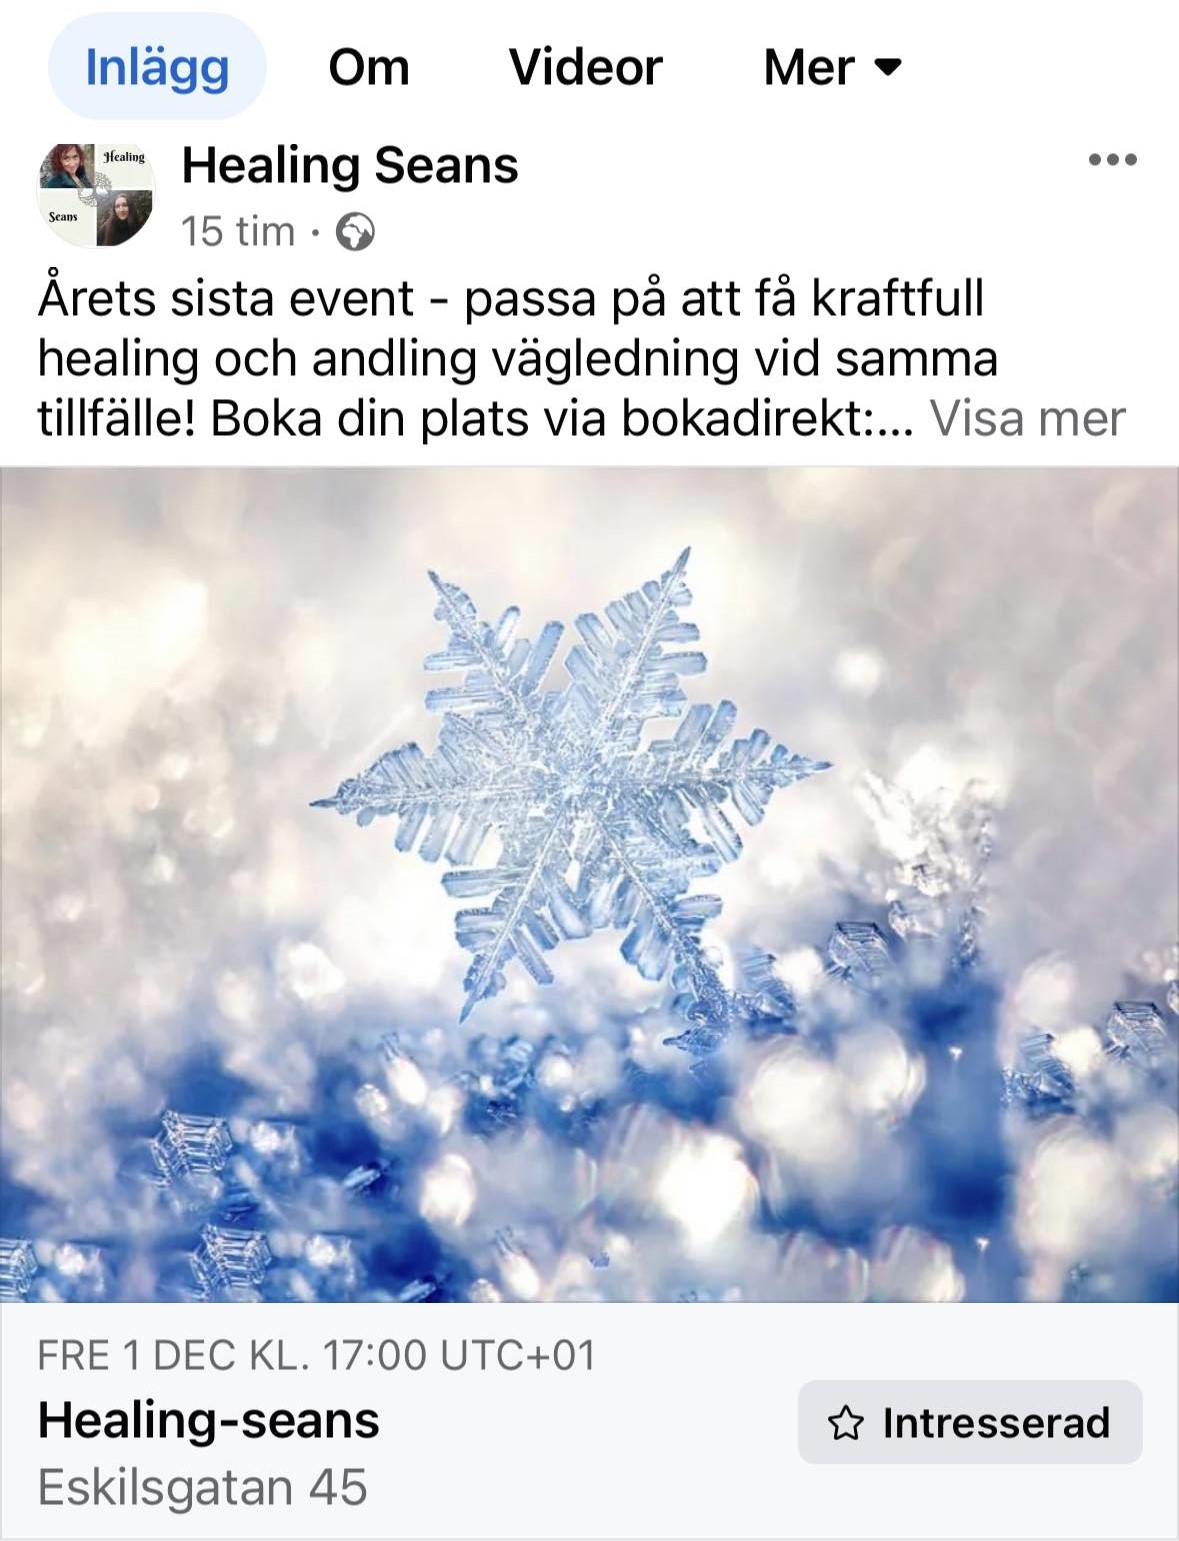 Inlägg Om Videor Mer
Healing
Seans
Healing Seans
15 tim ·
Årets sista event - passa på att få kraftfull
healing och andling vägledning vid samma
tillfälle! Boka din plats via bokadirekt:... Visa mer
FRE 1 DEC KL. 17:00 UTC+01
Healing-seans
Intresserad
Eskilsgatan 45